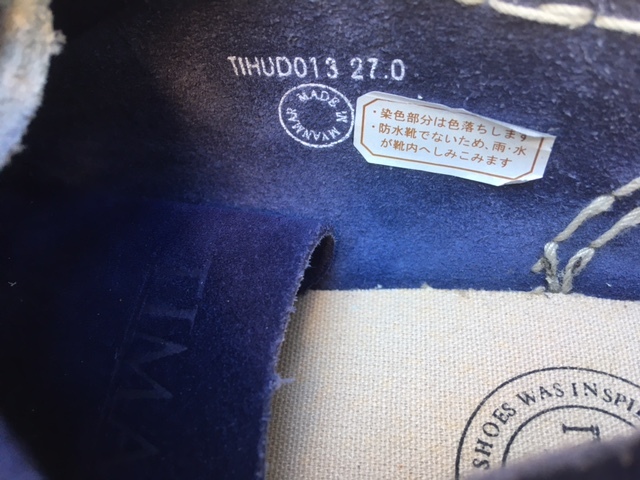 TIHUD013 27.0
MADE IN MYANMAR
・染色部分は色落ちします
・防水靴でないため、雨・水
が靴内へしみこみます
SHOES WAS INSPI